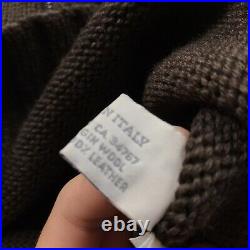 N ITALY
CA 34767
GIN WOOL
D/ LEATHER